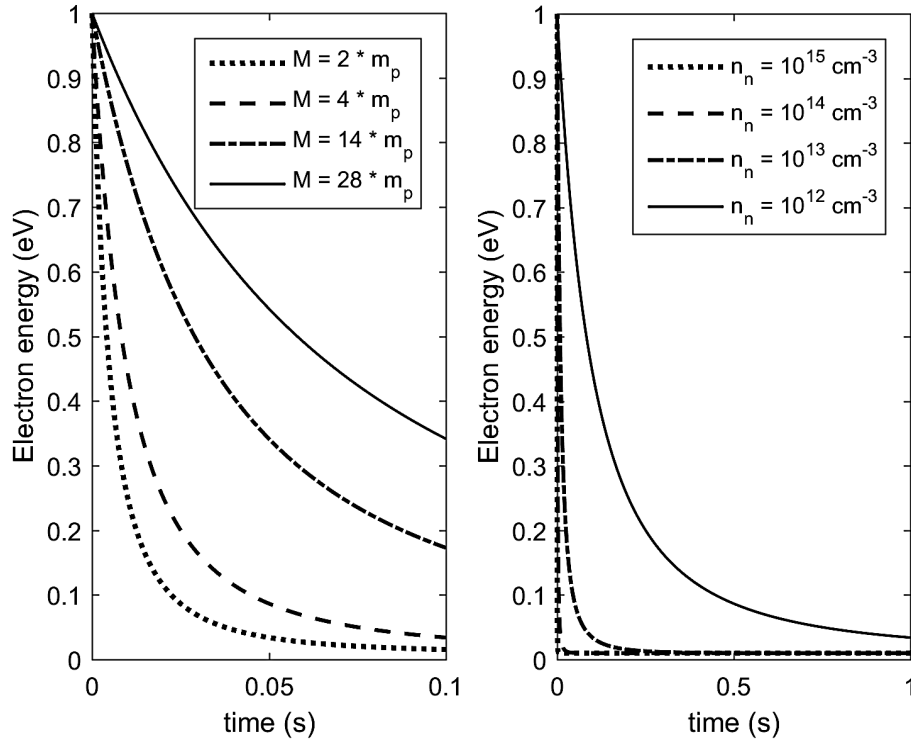 1
0.9
0.8
0.7
0.6
0.5
0.4
0.3
0.2
0.1
0
Electron energy (eV)
M = 2 * m_p
M = 4 * m_p
M = 14 * m_p
M = 28 * m_p
0
0.05
0.1
time (s)
1
0.9
0.8
0.7
0.6
0.5
0.4
0.3
0.2
0.1
0
Electron energy (eV)
n_n = 10^15 cm^-3
n_n = 10^14 cm^-3
n_n = 10^13 cm^-3
n_n = 10^12 cm^-3
0
0.5
1
time (s)